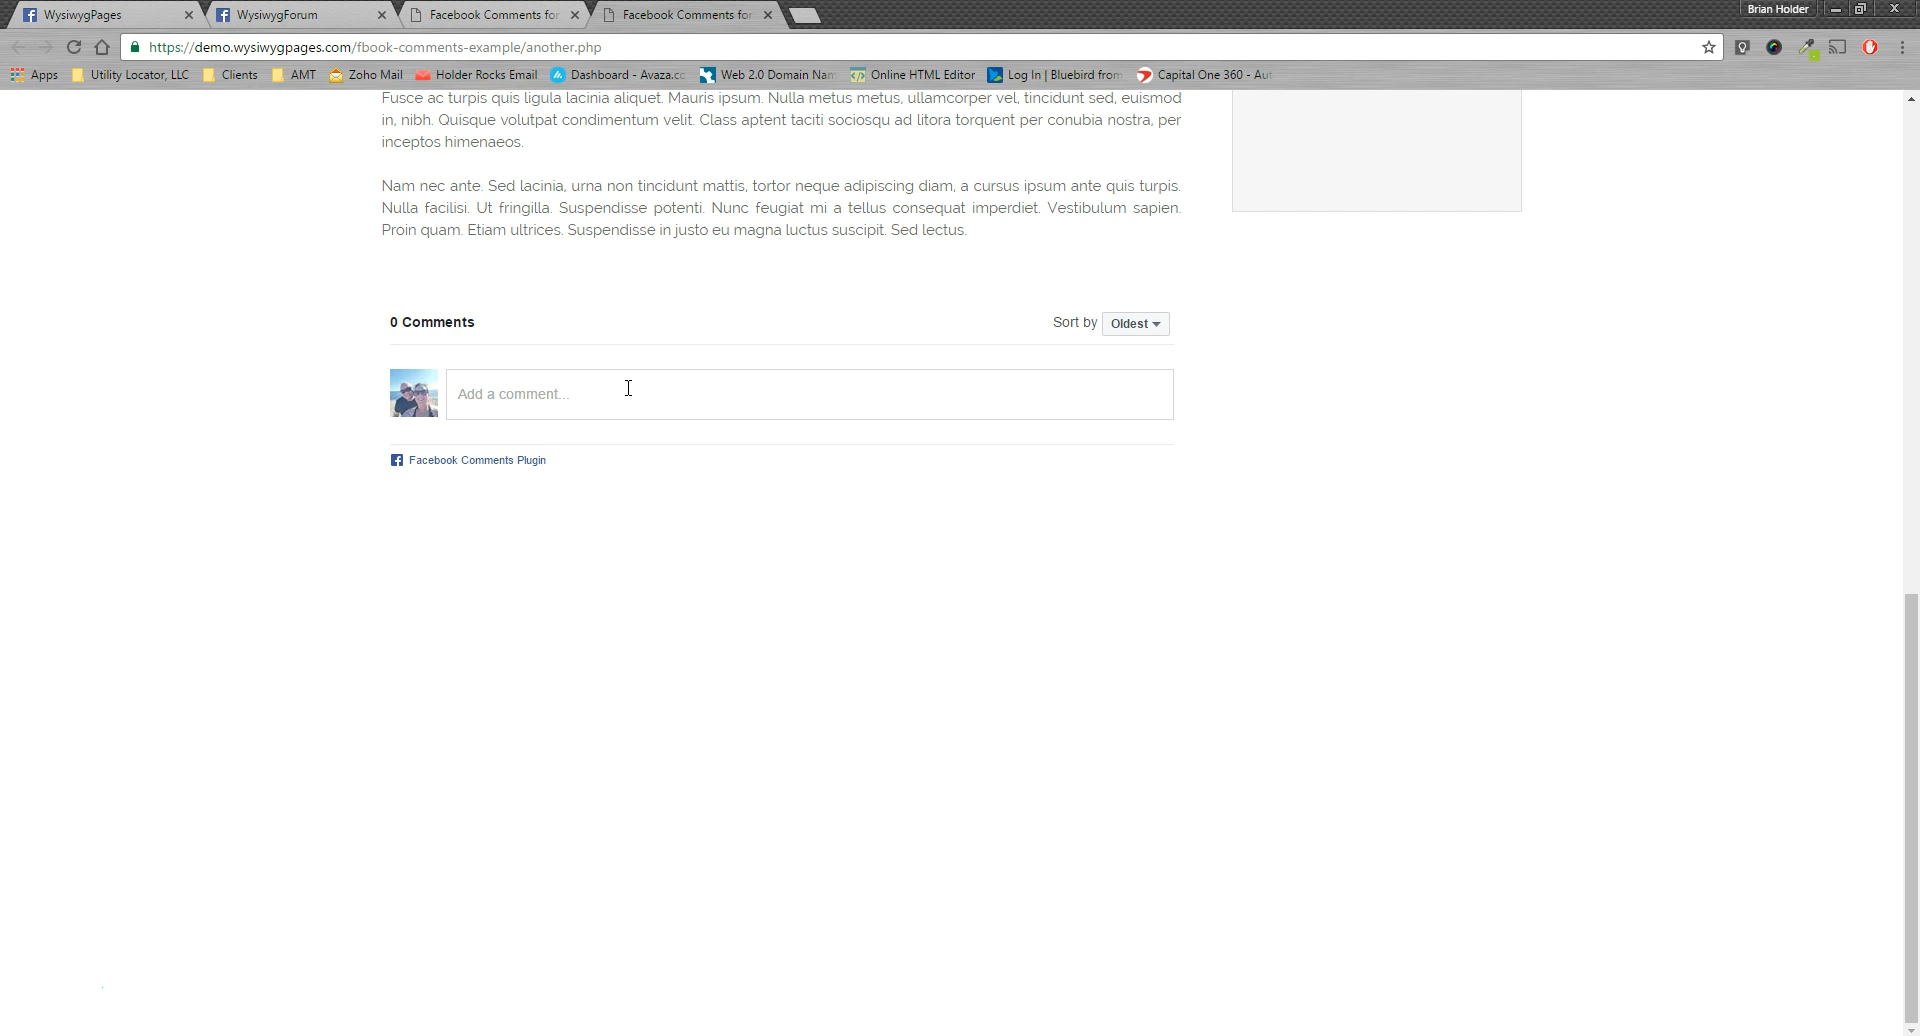 WysiwygPages
WysiwygForum
Facebook Comments for
Facebook Comments for
Brian Holder
https://demo.wysiwygpages.com/fbook-comments-example/another.php
Apps Utility Locator, LLC Clients AMT Zoho Mail Holder Rocks Email Dashboard - Avaza.cc Web 2.0 Domain Nam Online HTML Editor Log In | Bluebird from Capital One 360 - Aut
Fusce ac turpis quis ligula lacinia aliquet. Mauris ipsum. Nulla metus metus, ullamcorper vel, tincidunt sed, euismod
in, nibh. Quisque volutpat condimentum velit. Class aptent taciti sociosqu ad litora torquent per conubia nostra, per
inceptos himenaeos.
Nam nec ante. Sed lacinia, urna non tincidunt mattis, tortor neque adipiscing diam, a cursus ipsum ante quis turpis.
Nulla facilisi. Ut fringilla. Suspendisse potenti. Nunc feugiat mi a tellus consequat imperdiet. Vestibulum sapien.
Proin quam. Etiam ultrices. Suspendisse in justo eu magna luctus suscipit. Sed lectus.
0 Comments
Sort by Oldest
Add a comment...
Facebook Comments Plugin